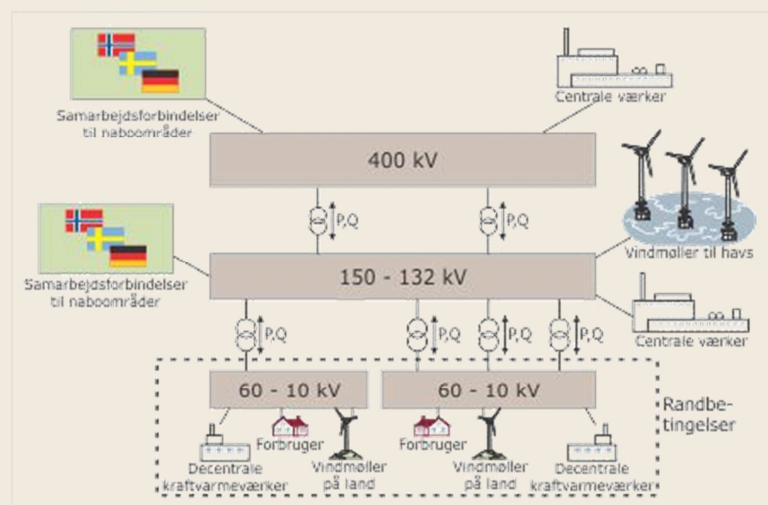 Samarbejdsforbindelser
til naboområder
Centrale værker
400 kV
P,Q
P,Q
Vindmøller til havs
Samarbejdsforbindelser
til naboområder
150 - 132 kV
Centrale værker
P,Q
P,Q
P,Q
P,Q
60 - 10 kV
60 - 10 kV
Randbe-
tingelser
Forbruger
Forbruger
Decentrale
kraftvarmeværker
Vindmøller
på land
Vindmøller
på land
Decentrale
kraftvarmeværker